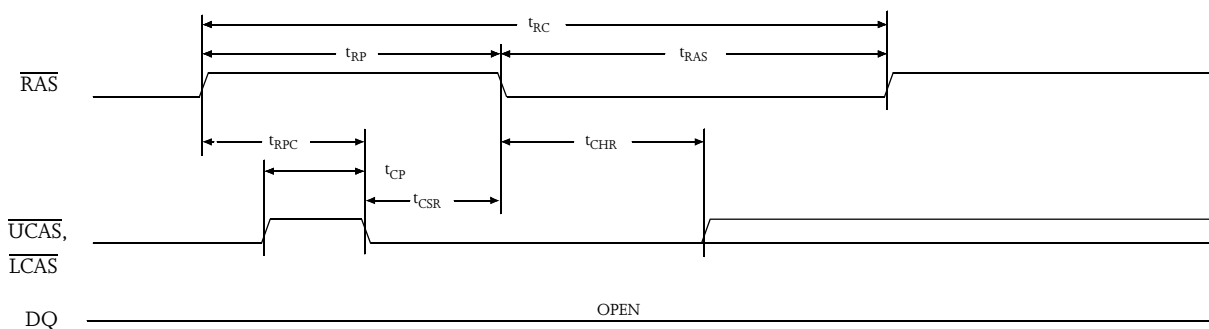 tRC
tRP
tRAS
RAS
tRPC
tCHR
tCP
tCSR
UCAS,
LCAS
OPEN
DQ